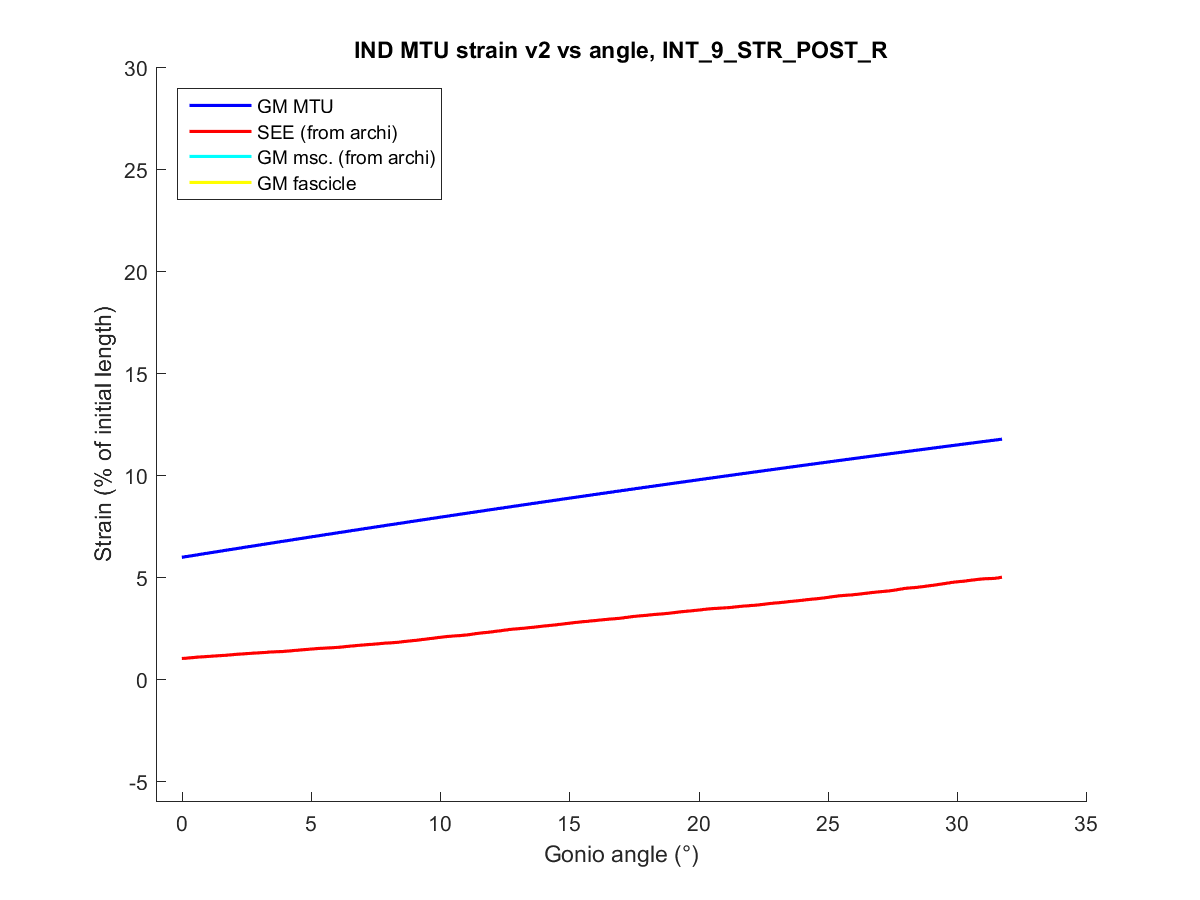 IND MTU strain v2 vs angle, INT_9_STR_POST_R
GM MTU
SEE (from archi)
GM msc. (from archi)
GM fascicle
Strain (% of initial length)
30
25
20
15
10
5
0
-5
0 5 10 15 20 25 30 35
Gonio angle (°)